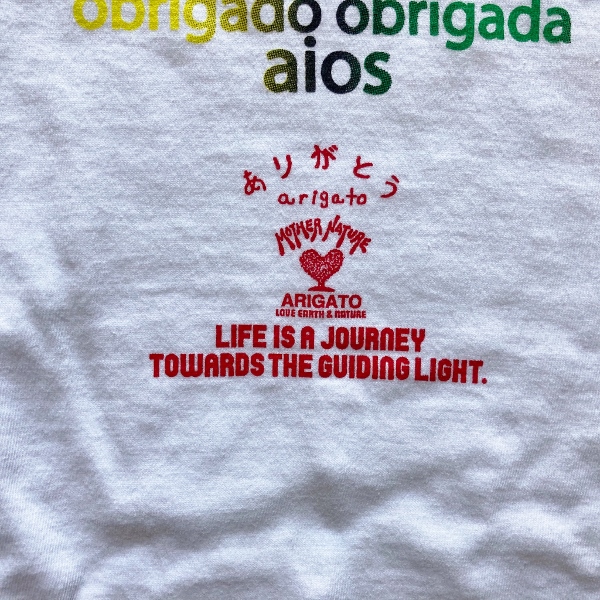 obrigado obrigada
aios
ありがとう
arigato
MOTHER NATURE
ARIGATO
LOVE EARTH & NATURE
LIFE IS A JOURNEY
TOWARDS THE GUIDING LIGHT.